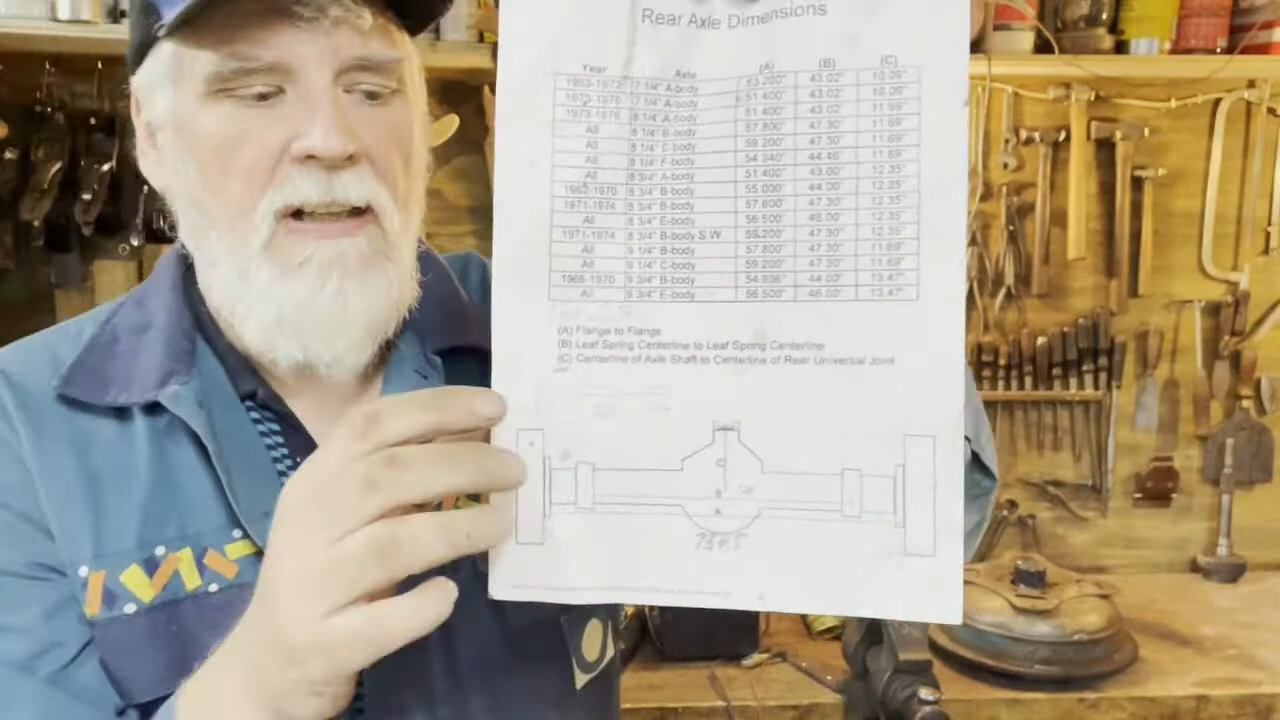 Rear Axle Dimensions
Year Axle (A) (B) (C)
1962-1972 7 1/4" A-body 53.200" 43.02" 10.09"
1973-1976 7 1/4" A-body 51.400" 43.02" 10.09"
1973-1976 8 1/4" A-body 61.400" 43.02" 11.69"
All 8 1/4" B-body 57.800" 47.30" 11.69"
All 8 1/4" C-body 59.200" 47.30" 11.69"
All 8 1/4" F-body 54.340" 44.46" 11.69"
All 8 3/4" A-body 51.400" 43.00" 12.35"
1962-1970 8 3/4" B-body 55.000" 44.00" 12.35"
1971-1974 8 3/4" B-body 57.800" 47.30" 12.35"
All 8 3/4" E-body 56.500" 46.00" 12.35"
1971-1974 8 3/4" B-body S.W. 59.200" 47.30" 12.35"
All 9 1/4" B-body 57.800" 47.30" 11.69"
All 9 1/4" C-body 59.200" 47.30" 11.69"
1966-1970 9 3/4" B-body 54.936" 44.00" 13.47"
All 9 3/4" E-body 56.500" 46.00" 13.47"
(A) Flange to Flange
(B) Leaf Spring Centerline to Leaf Spring Centerline
(C) Centerline of Axle Shaft to Centerline of Rear Universal Joint
C
B
A